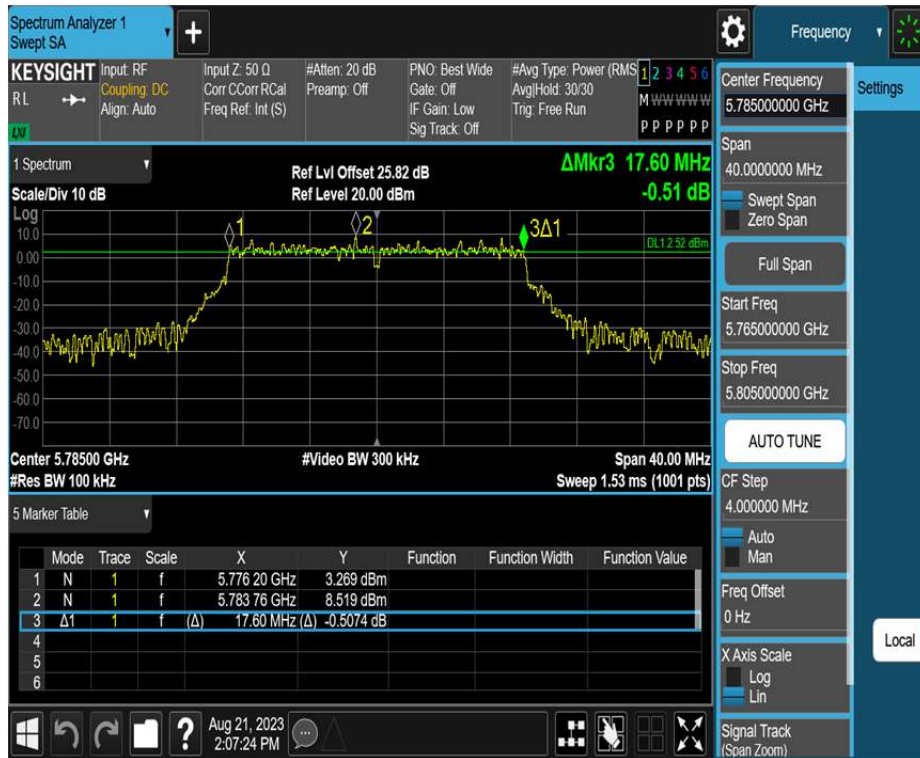 Spectrum Analyzer 1
Swept SA
+
Frequency
KEYSIGHT
RL
LXI
Input: RF
Coupling: DC
Align: Auto
Input Z: 50 Ω
Corr CCorr RCal
Freq Ref: Int (S)
#Atten: 20 dB
Preamp: Off
PNO: Best Wide
Gate: Off
IF Gain: Low
Sig Track: Off
#Avg Type: Power (RMS
Avg|Hold: 30/30
Trig: Free Run
1 2 3 4 5 6
M W W W W W
P P P P P P
Center Frequency
5.785000000 GHz
Settings
Span
40.0000000 MHz
Swept Span
Zero Span
Full Span
Start Freq
5.765000000 GHz
Stop Freq
5.805000000 GHz
AUTO TUNE
CF Step
4.000000 MHz
Auto
Man
Freq Offset
0 Hz
X Axis Scale
Log
Lin
Signal Track
(Span Zoom)
Local
1 Spectrum
Scale/Div 10 dB
Ref Lvl Offset 25.82 dB
Ref Level 20.00 dBm
ΔMkr3 17.60 MHz
-0.51 dB
Log
10.0
0.00
-10.0
-20.0
-30.0
-40.0
-50.0
-60.0
-70.0
1
2
3Δ1
DL1 2.52 dBm
Center 5.78500 GHz
#Video BW 300 kHz
Span 40.00 MHz
#Res BW 100 kHz
Sweep 1.53 ms (1001 pts)
5 Marker Table
Mode Trace Scale X Y Function Function Width Function Value
1 N 1 f 5.776 20 GHz 3.269 dBm
2 N 1 f 5.783 76 GHz 8.519 dBm
3 Δ1 1 f (Δ) 17.60 MHz (Δ) -0.5074 dB
4
5
6
?
Aug 21, 2023
2:07:24 PM